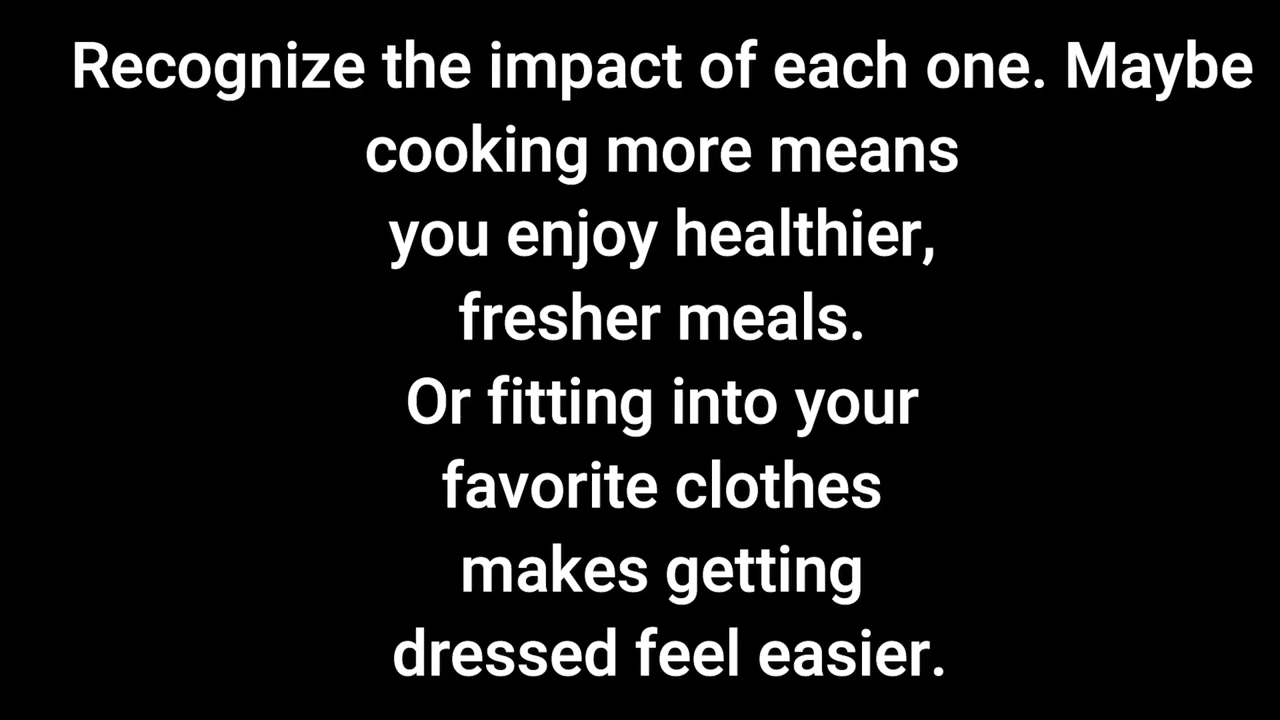 Recognize the impact of each one. Maybe
cooking more means
you enjoy healthier,
fresher meals.
Or fitting into your
favorite clothes
makes getting
dressed feel easier.